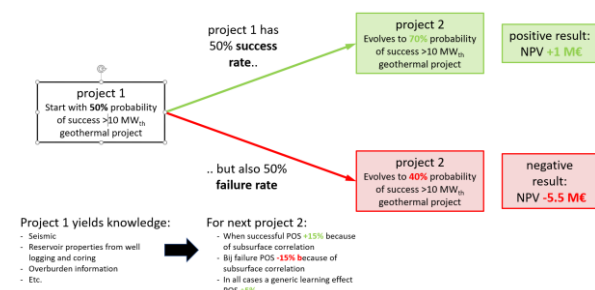 project 1
Start with 50% probability
of success >10 MWth
geothermal project
project 1 has
50% success
rate..
project 2
Evolves to 70% probability
of success >10 MWth
geothermal project
positive result:
NPV +1 M€
.. but also 50%
failure rate
project 2
Evolves to 40% probability
of success >10 MWth
geothermal project
negative
result:
NPV -5.5 M€
Project 1 yields knowledge:
- Seismic
- Reservoir properties from well
logging and coring
- Overburden information
- Etc.
For next project 2:
- When successful POS +15% because
of subsurface correlation
- Bij failure POS -15% because of
subsurface correlation
- In all cases a generic learning effect
POS +5%